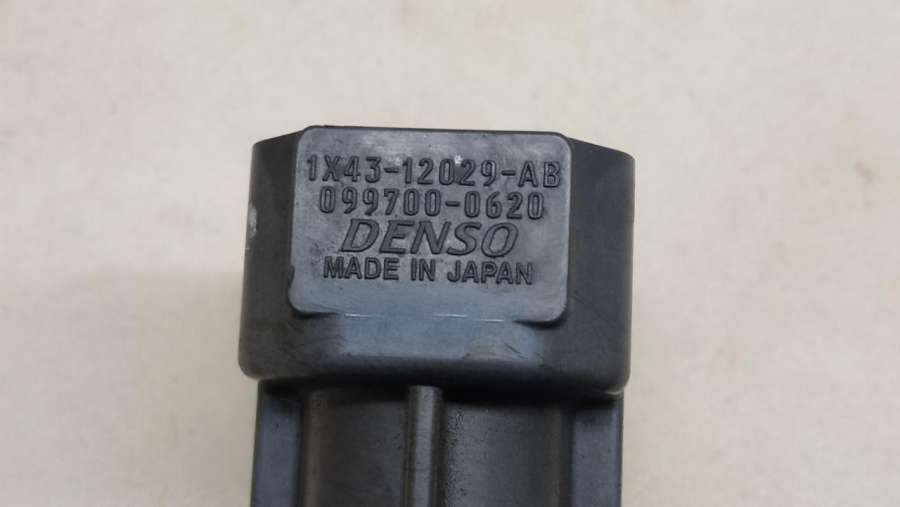 1X43-12029-AB
099700-0620
DENSO
MADE IN JAPAN